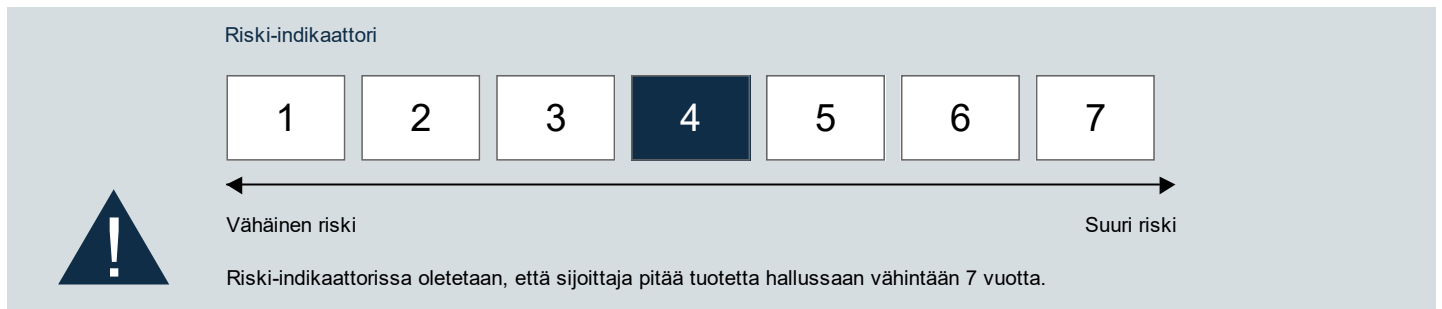 Riski-indikaattori
1 2 3 4 5 6 7
Vähäinen riski Suuri riski
!
Riski-indikaattorissa oletetaan, että sijoittaja pitää tuotetta hallussaan vähintään 7 vuotta.